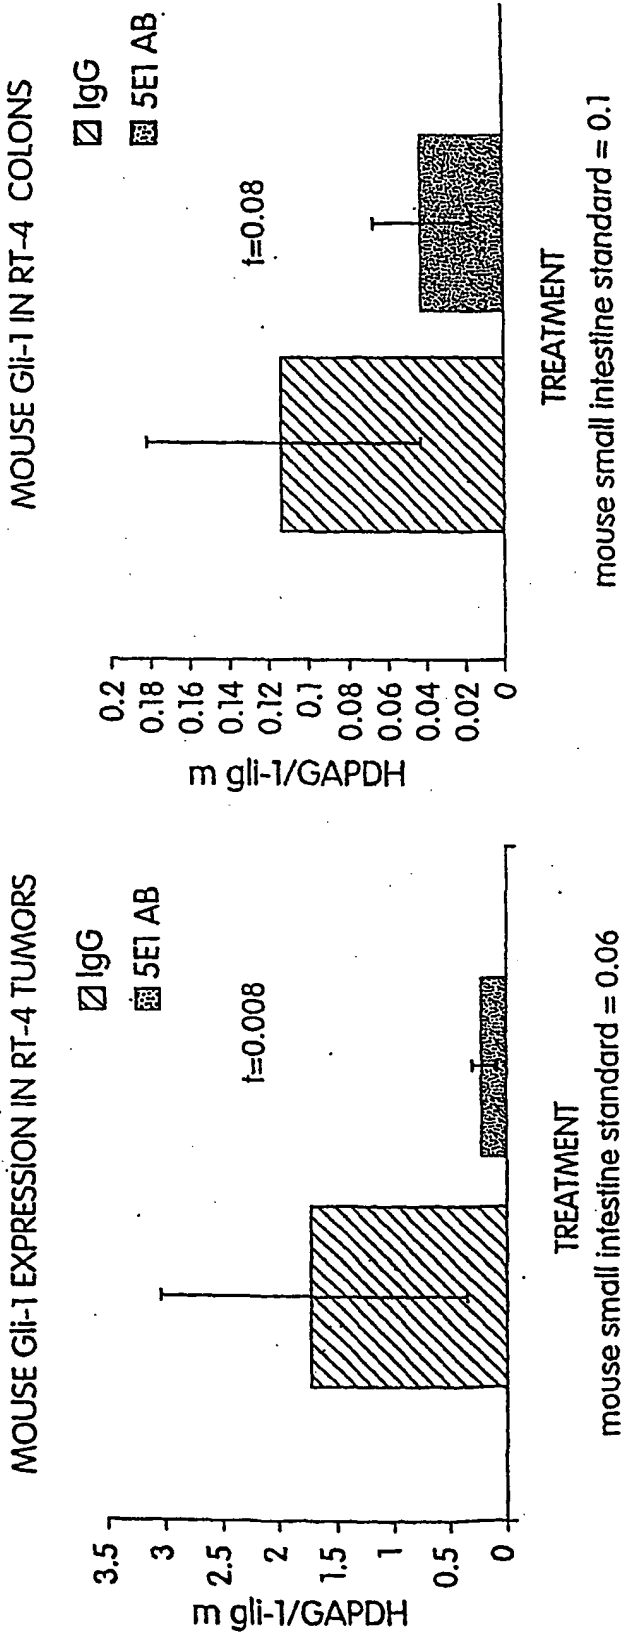 MOUSE Gli-1 EXPRESSION IN RT-4 TUMORS
IgG
5E1 AB
t=0.008
3.5
3
2.5
2
1.5
1
0.5
0
m gli-1/GAPDH
TREATMENT
mouse small intestine standard = 0.06
MOUSE Gli-1 IN RT-4 COLONS
IgG
5E1 AB
t=0.08
0.2
0.18
0.16
0.14
0.12
0.1
0.08
0.06
0.04
0.02
0
m gli-1/GAPDH
TREATMENT
mouse small intestine standard = 0.1